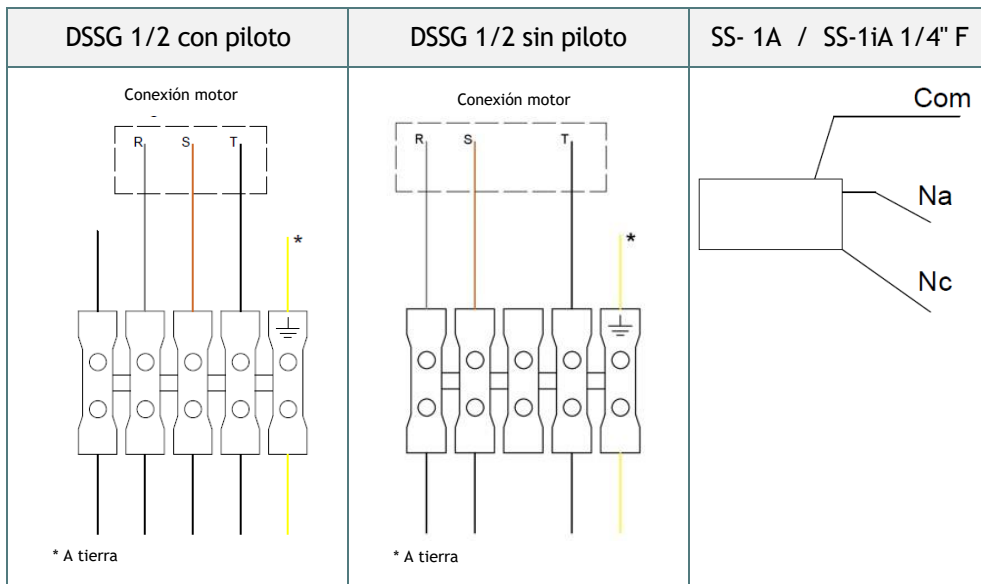 DSSG 1/2 con piloto
Conexión motor
R S T
*
* A tierra
DSSG 1/2 sin piloto
Conexión motor
R S T
*
* A tierra
SS- 1A / SS-1iA 1/4" F
Com
Na
Nc